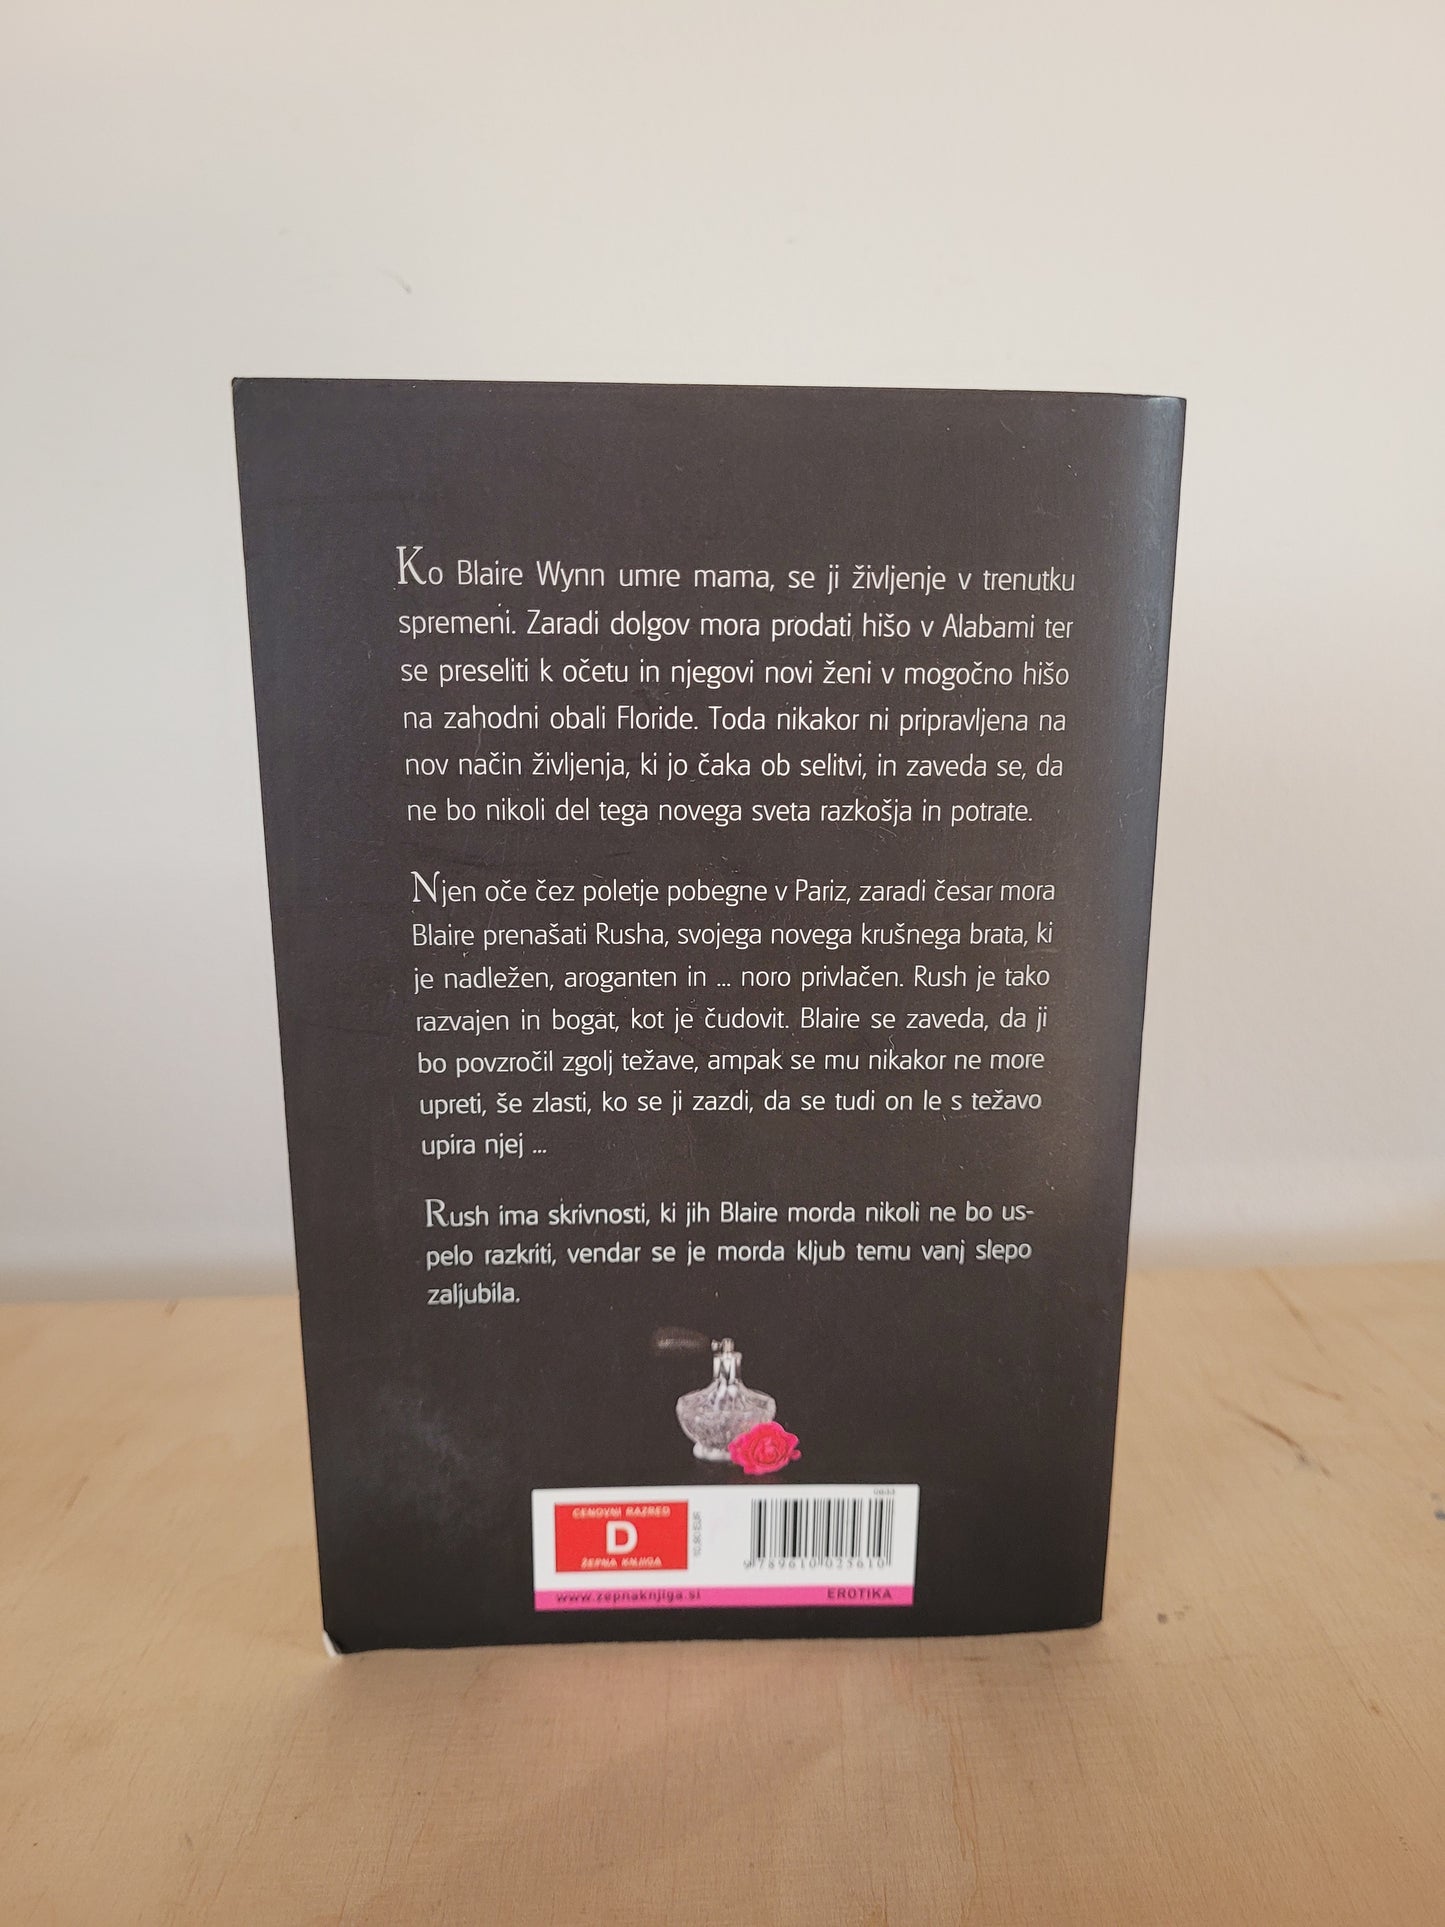 Ko Blaire Wynn umre mama, se ji življenje v trenutku
spremeni. Zaradi dolgov mora prodati hišo v Alabami ter
se preseliti k očetu in njegovi novi ženi v mogočno hišo
na zahodni obali Floride. Toda nikakor ni pripravljena na
nov način življenja, ki jo čaka ob selitvi, in zaveda se, da
ne bo nikoli del tega novega sveta razkošja in potrate.
Njen oče čez poletje pobegne v Pariz, zaradi česar mora
Blaire prenašati Rusha, svojega novega krušnega brata, ki
je nadležen, aroganten in ... noro privlačen. Rush je tako
razvajen in bogat, kot je čudovit. Blaire se zaveda, da ji
bo povzročil zgolj težave, ampak se mu nikakor ne more
upreti, še zlasti, ko se ji zazdi, da se tudi on le s težavo
upira njej ...
Rush ima skrivnosti, ki jih Blaire morda nikoli ne bo us-
pelo razkriti, vendar se je morda kljub temu vanj slepo
zaljubila.
CENOVNI RAZRED
D
ŽEPNA KNJIGA
10,90 EUR
0633
9 789610 025610
www.zepnaknjiga.si
EROTIKA